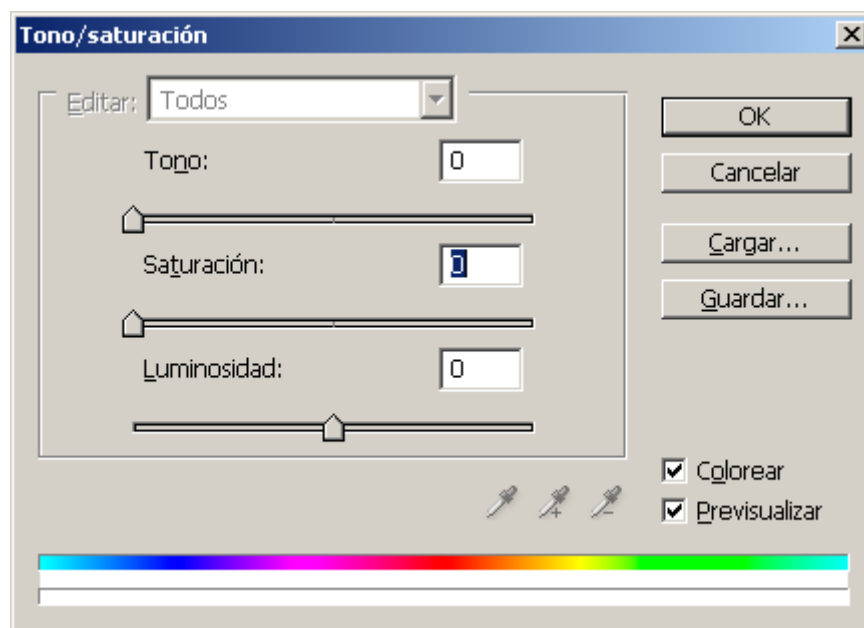 Tono/saturación
Editar: Todos
OK
Tono: 0
Cancelar
Saturación: 0
Cargar...
Guardar...
Luminosidad: 0
Colorear
Previsualizar